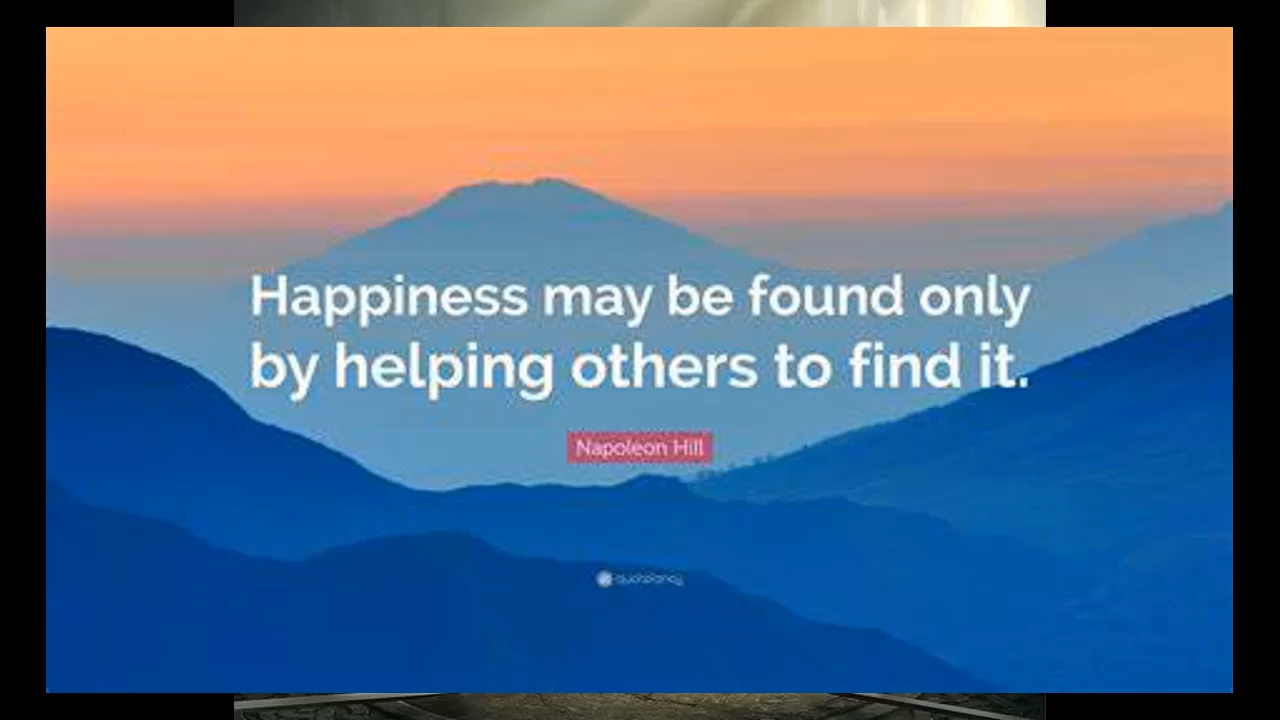 Happiness may be found only
by helping others to find it.
Napoleon Hill
quotefancy